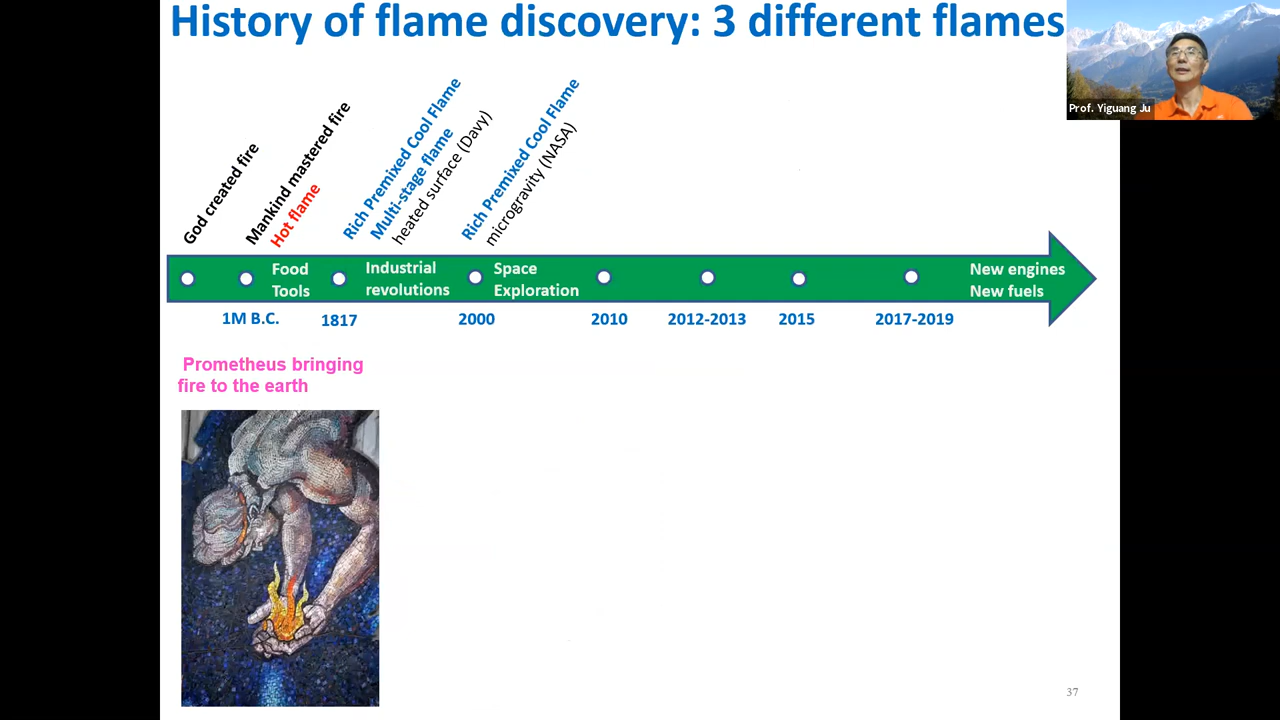 History of flame discovery: 3 different flames
Prof. Yiguang Ju
God created fire
Mankind mastered fire
Hot flame
Rich Premixed Cool Flame
Multi-stage flame
heated surface (Davy)
Rich Premixed Cool Flame
microgravity (NASA)
Food
Tools
Industrial
revolutions
Space
Exploration
New engines
New fuels
1M B.C.
1817
2000
2010
2012-2013
2015
2017-2019
Prometheus bringing
fire to the earth
37